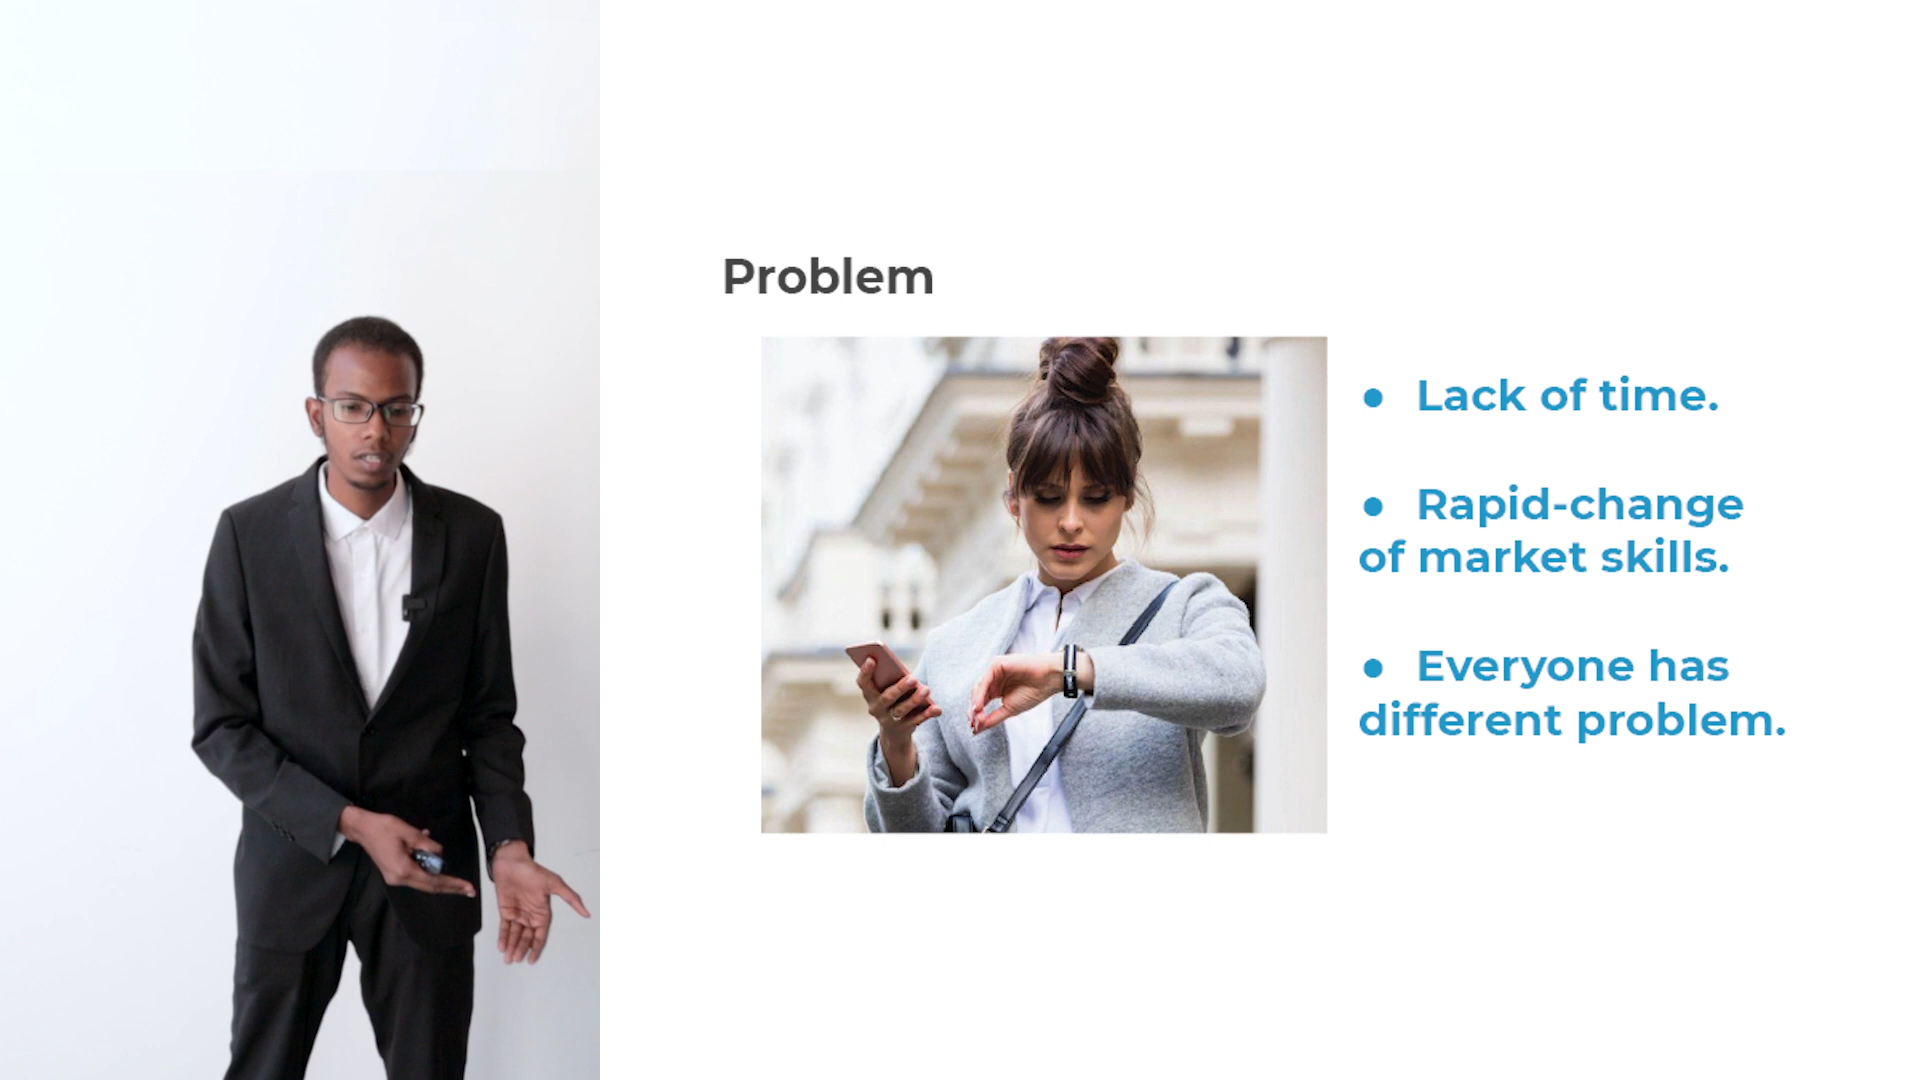 Problem
● Lack of time.
● Rapid-change
of market skills.
● Everyone has
different problem.